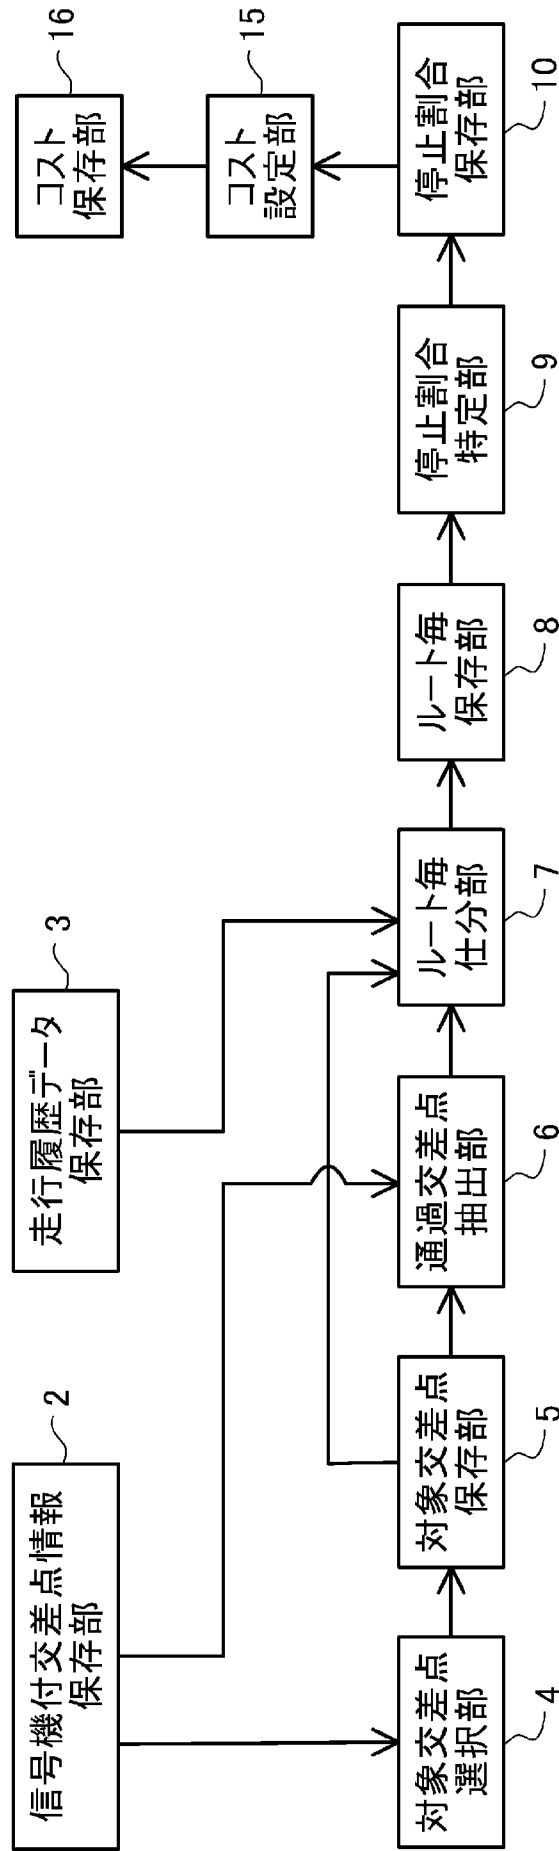 信号機付交差点情報
保存部
2
走行履歴データ
保存部
3
コスト
保存部
16
コスト
設定部
15
対象交差点
選択部
4
対象交差点
保存部
5
通過交差点
抽出部
6
ルート毎
仕分部
7
ルート毎
保存部
8
停止割合
特定部
9
停止割合
保存部
10